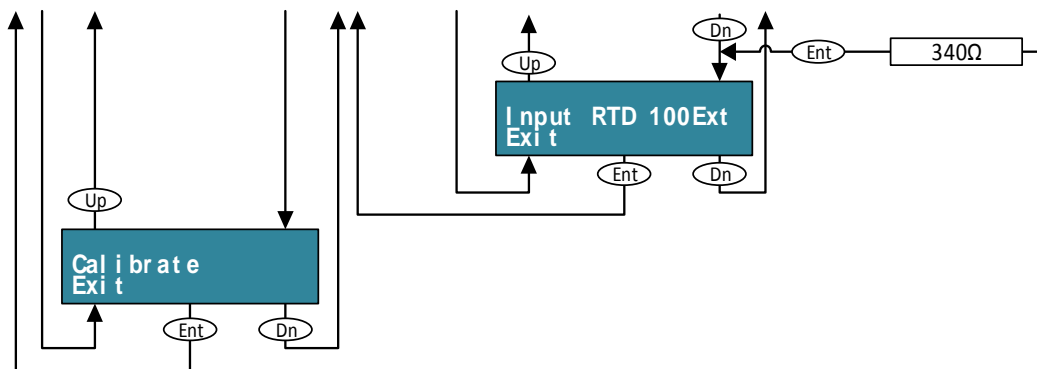 Dn
Up
Ent
340Ω
Input RTD 100Ext
Exit
Ent
Dn
Up
Calibrate
Exit
Ent
Dn